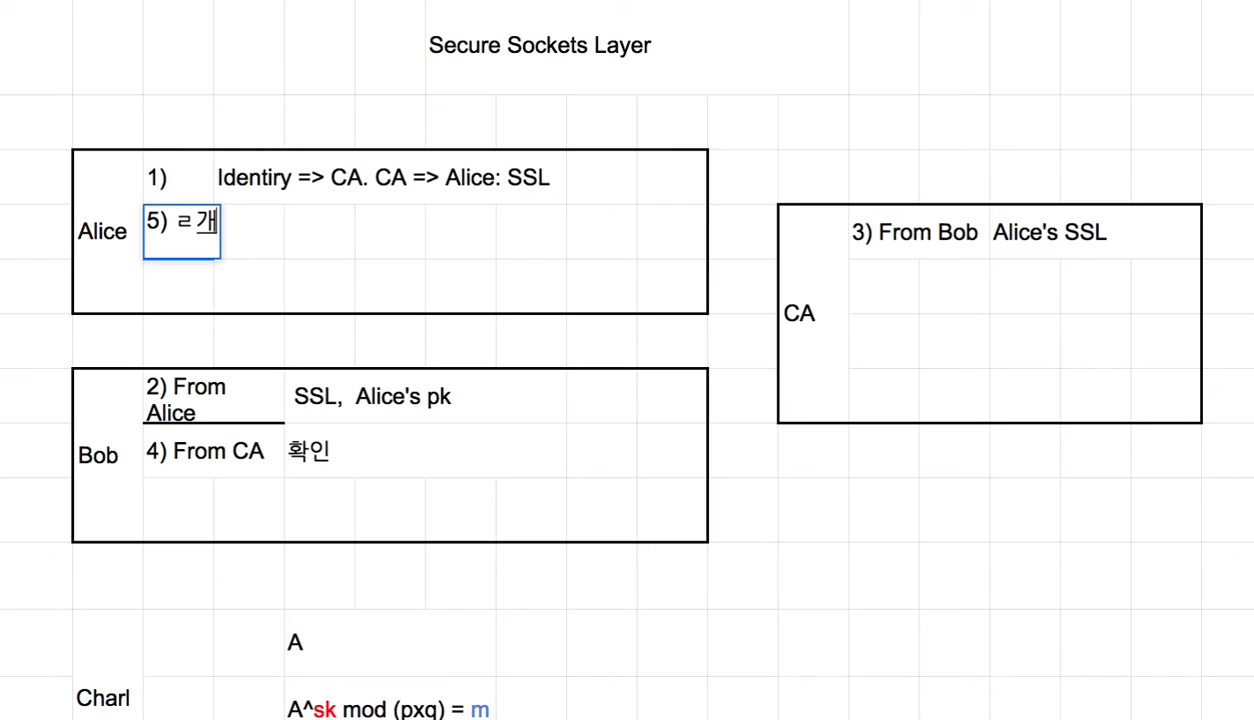 Secure Sockets Layer
1) Identiry => CA. CA => Alice: SSL
Alice
5) ㄹ개
3) From Bob Alice's SSL
CA
2) From
Alice
SSL, Alice's pk
Bob
4) From CA 확인
A
Charl
A^sk mod (pxq) = m